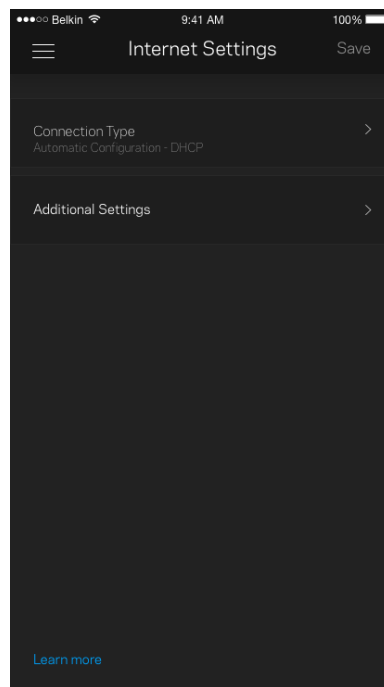 Belkin 9:41 AM 100%
Internet Settings Save
Connection Type
Automatic Configuration - DHCP
Additional Settings
Learn more